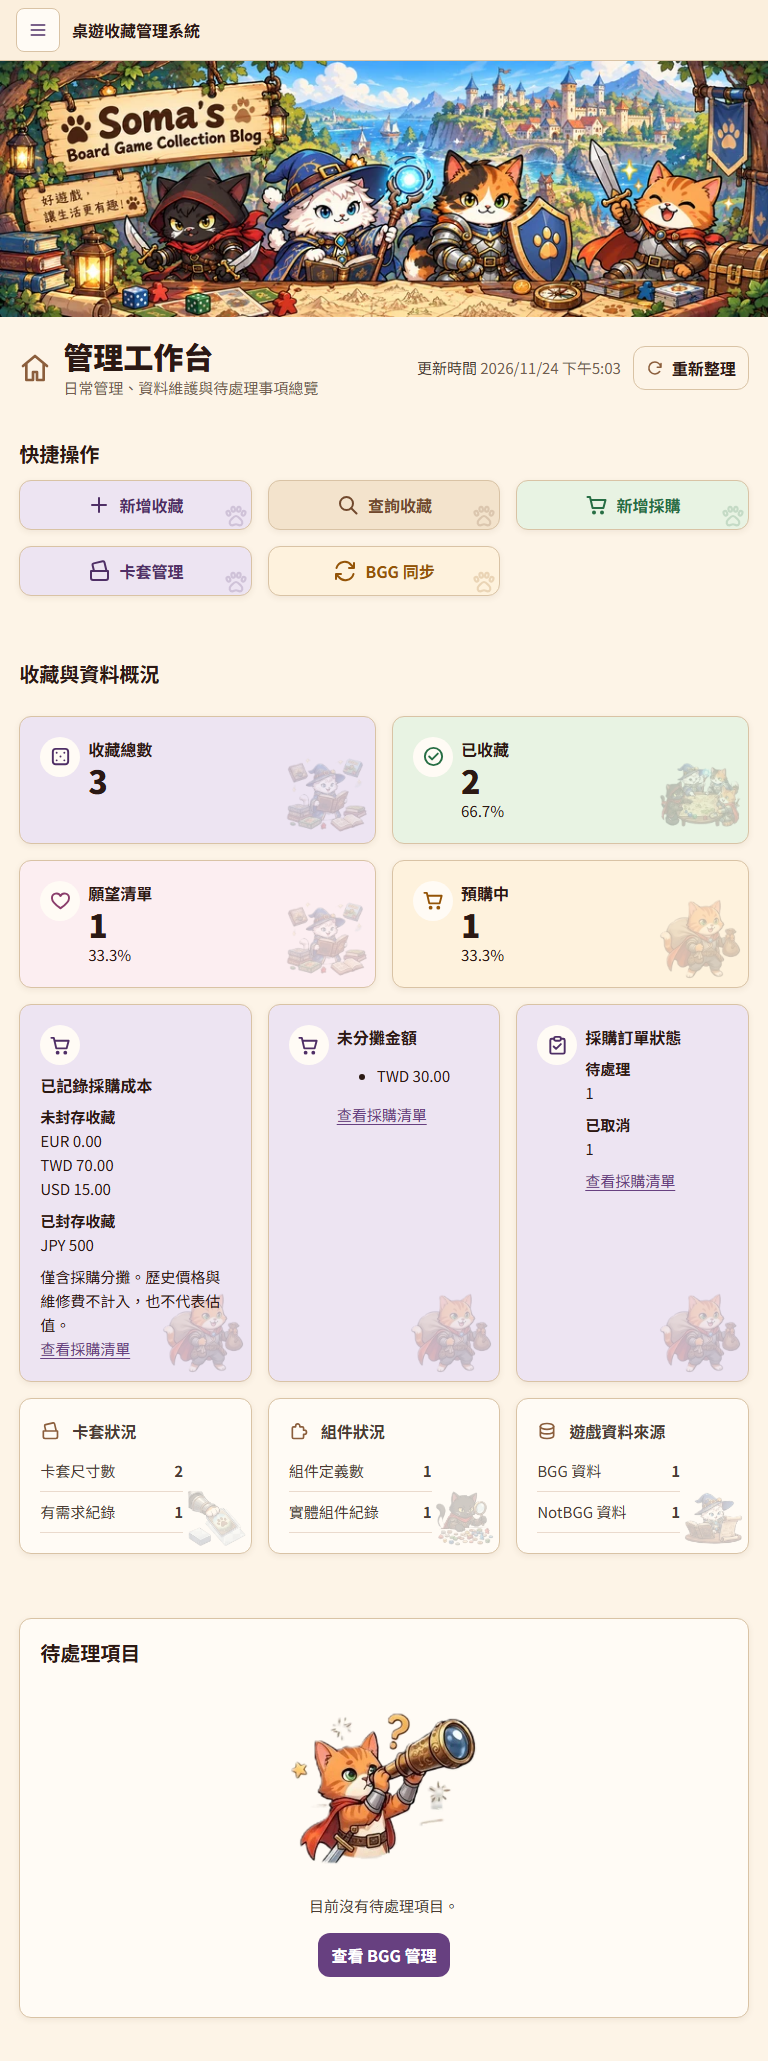 桌遊收藏管理系統
Soma's
Board Game Collection Blog
好遊戲,
讓生活更有趣!
管理工作台
日常管理、資料維護與待處理事項總覽
更新時間 2026/11/24 下午5:03
重新整理
快捷操作
新增收藏
查詢收藏
新增採購
卡套管理
BGG 同步
收藏與資料概況
收藏總數
3
已收藏
2
66.7%
願望清單
1
33.3%
預購中
1
33.3%
已記錄採購成本
未封存收藏
EUR 0.00
TWD 70.00
USD 15.00
已封存收藏
JPY 500
僅含採購分攤。歷史價格與
維修費不計入,也不代表估
值。
查看採購清單
未分攤金額
TWD 30.00
查看採購清單
採購訂單狀態
待處理
1
已取消
1
查看採購清單
卡套狀況
卡套尺寸數 2
有需求紀錄 1
組件狀況
組件定義數 1
實體組件紀錄 1
遊戲資料來源
BGG 資料 1
NotBGG 資料 1
待處理項目
?
目前沒有待處理項目。
查看 BGG 管理